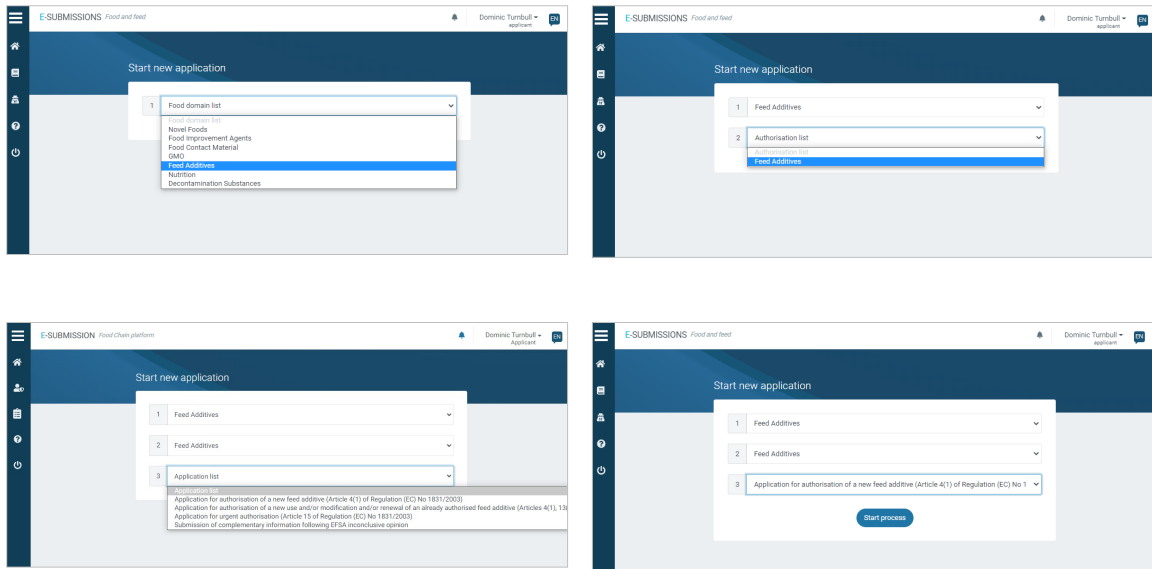 E-SUBMISSIONS Food and feed
Dominic Turnbull
applicant
EN
Start new application
1 Food domain list
Food domain list
Novel Foods
Food Improvement Agents
Food Contact Material
GMO
Feed Additives
Nutrition
Decontamination Substances
E-SUBMISSIONS Food and feed
Dominic Turnbull
applicant
EN
Start new application
1 Feed Additives
2 Authorisation list
Authorisation list
Feed Additives
E-SUBMISSION Food Chain platform
Dominic Turnbull
Applicant
EN
Start new application
1 Feed Additives
2 Feed Additives
3 Application list
Application list
Application for authorisation of a new feed additive (Article 4(1) of Regulation (EC) No 1831/2003)
Application for authorisation of a new use and/or modification and/or renewal of an already authorised feed additive (Articles 4(1), 13(
Application for urgent authorisation (Article 15 of Regulation (EC) No 1831/2003)
Submission of complementary information following EFSA inconclusive opinion
E-SUBMISSIONS Food and feed
Dominic Turnbull
applicant
EN
Start new application
1 Feed Additives
2 Feed Additives
3 Application for authorisation of a new feed additive (Article 4(1) of Regulation (EC) No 1
Start process